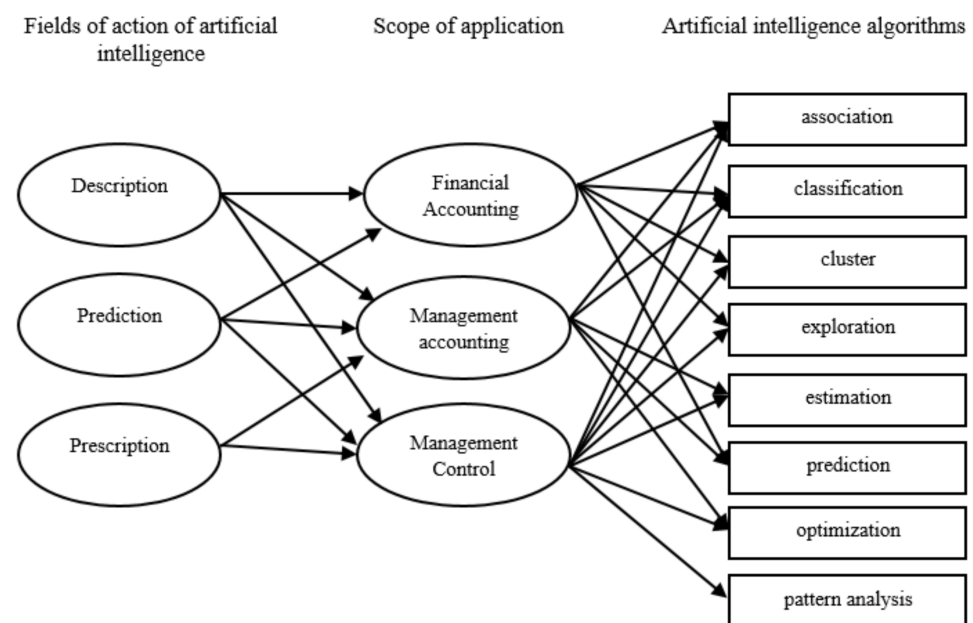 Fields of action of artificial
intelligence
Scope of application
Artificial intelligence algorithms
Description
Prediction
Prescription
Financial
Accounting
Management
accounting
Management
Control
association
classification
cluster
exploration
estimation
prediction
optimization
pattern analysis